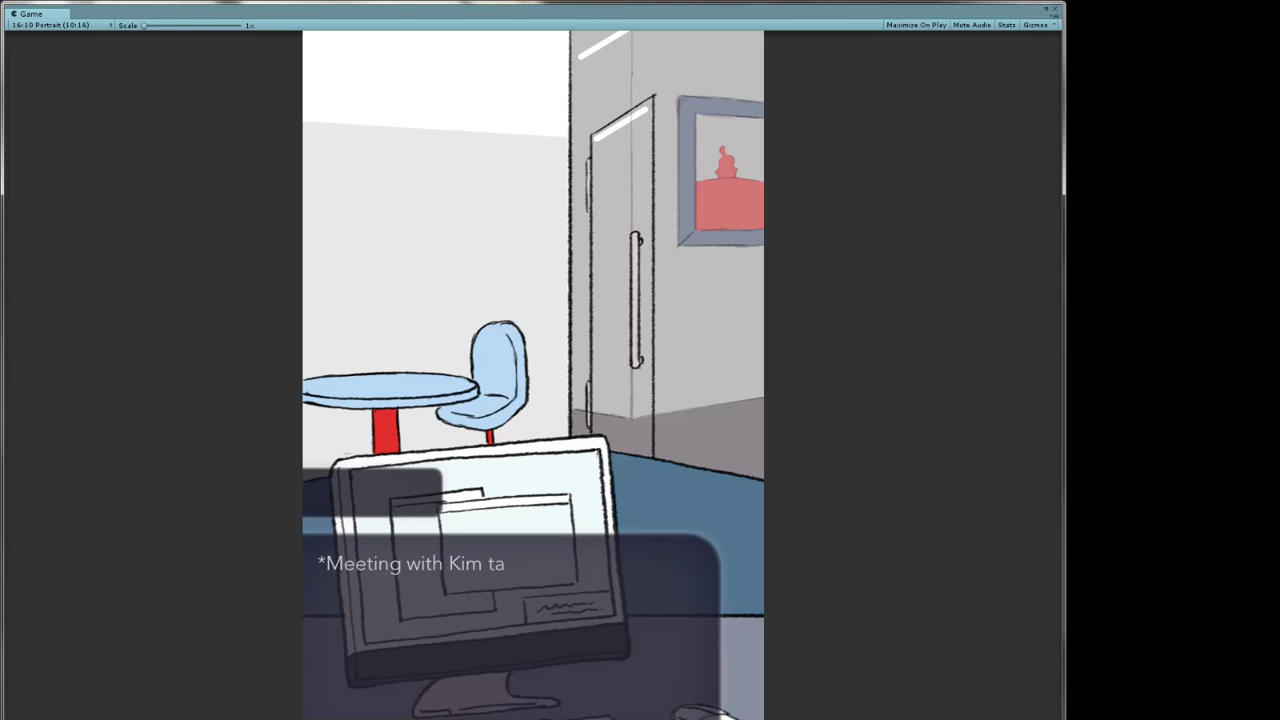 Game
16:10 Portrait (10:16) Scale 1x Maximize On Play Mute Audio Stats Gizmos
*Meeting with Kim ta